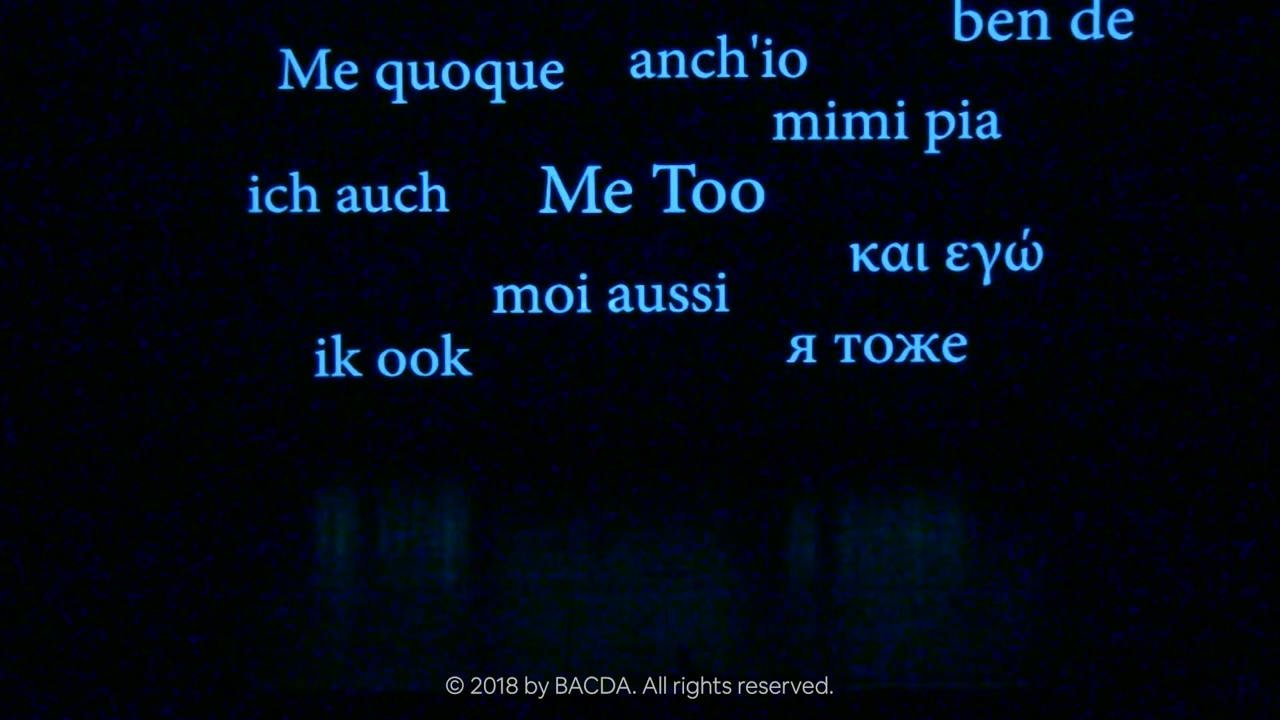 ben de
Me quoque
anch'io
mimi pia
ich auch
Me Too
και εγώ
moi aussi
ik ook
я тоже
© 2018 by BACDA. All rights reserved.